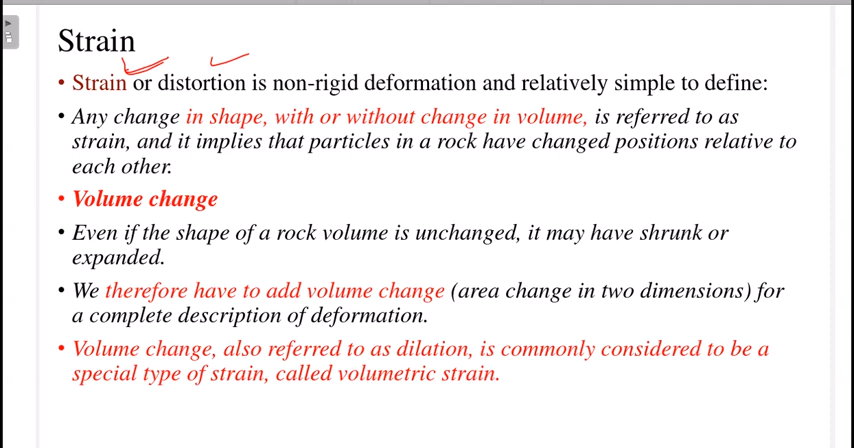 Strain
• Strain or distortion is non-rigid deformation and relatively simple to define:
• Any change in shape, with or without change in volume, is referred to as
strain, and it implies that particles in a rock have changed positions relative to
each other.
• Volume change
• Even if the shape of a rock volume is unchanged, it may have shrunk or
expanded.
• We therefore have to add volume change (area change in two dimensions) for
a complete description of deformation.
• Volume change, also referred to as dilation, is commonly considered to be a
special type of strain, called volumetric strain.